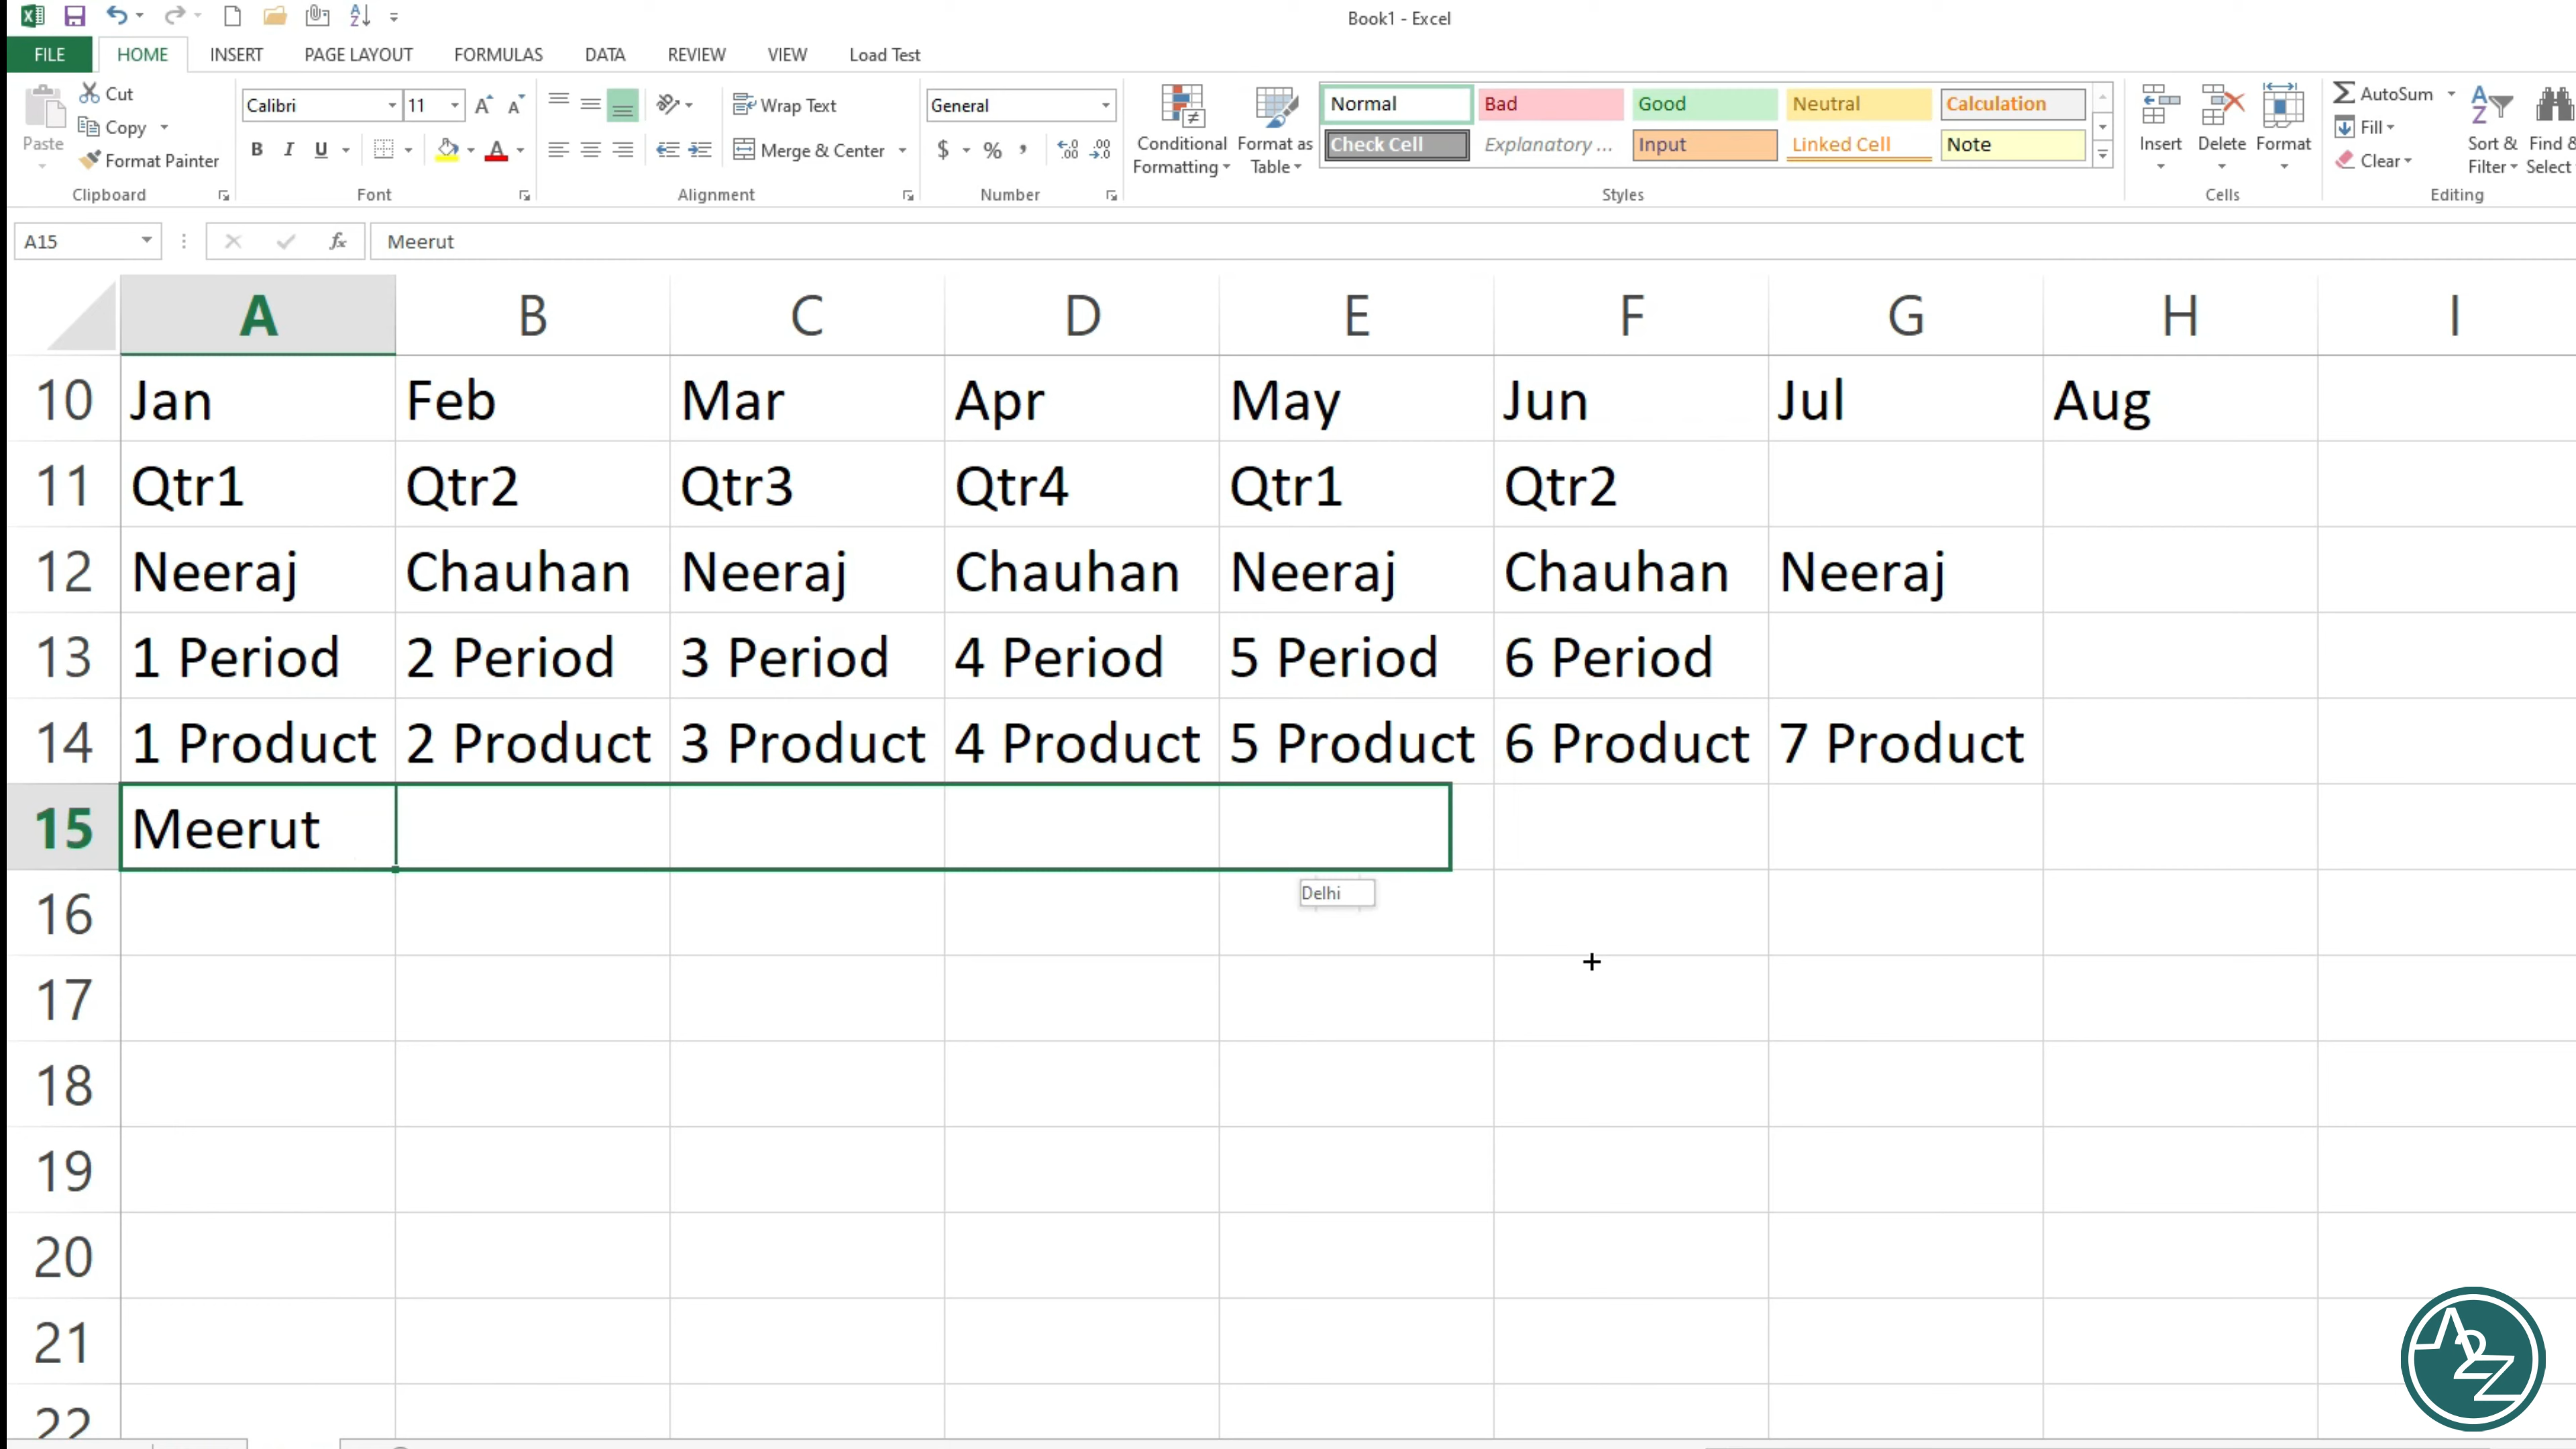 Book1 - Excel
FILE HOME INSERT PAGE LAYOUT FORMULAS DATA REVIEW VIEW Load Test
Cut
Copy
Format Painter
Paste
Clipboard
Calibri 11
B I U
Font
Wrap Text
Merge & Center
Alignment
General
$ % ,
Number
Conditional Formatting
Format as Table
Normal Bad Good Neutral Calculation
Check Cell Explanatory ... Input Linked Cell Note
Styles
Insert Delete Format
Cells
AutoSum
Fill
Clear
Sort & Filter
Find & Select
Editing
A15 fx Meerut
A B C D E F G H I
10 Jan Feb Mar Apr May Jun Jul Aug
11 Qtr1 Qtr2 Qtr3 Qtr4 Qtr1 Qtr2
12 Neeraj Chauhan Neeraj Chauhan Neeraj Chauhan Neeraj
13 1 Period 2 Period 3 Period 4 Period 5 Period 6 Period
14 1 Product 2 Product 3 Product 4 Product 5 Product 6 Product 7 Product
15 Meerut
Delhi
16
17
18
19
20
21
22
A2Z